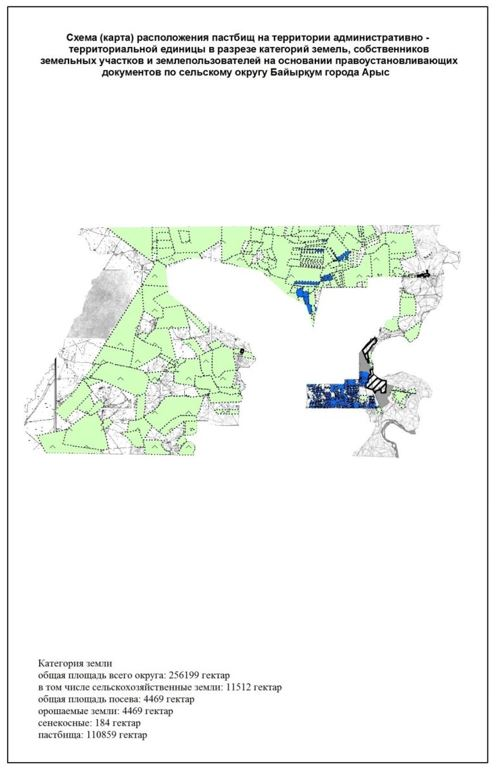 Схема (карта) расположения пастбищ на территории административно -
территориальной единицы в разрезе категорий земель, собственников
земельных участков и землепользователей на основании правоустановливающих
документов по сельскому округу Байырқум города Арыс
Категория земли
общая площадь всего округа: 256199 гектар
в том числе сельскохозяйственные земли: 11512 гектар
общая площадь посева: 4469 гектар
орошаемые земли: 4469 гектар
сенекосные: 184 гектар
пастбища: 110859 гектар